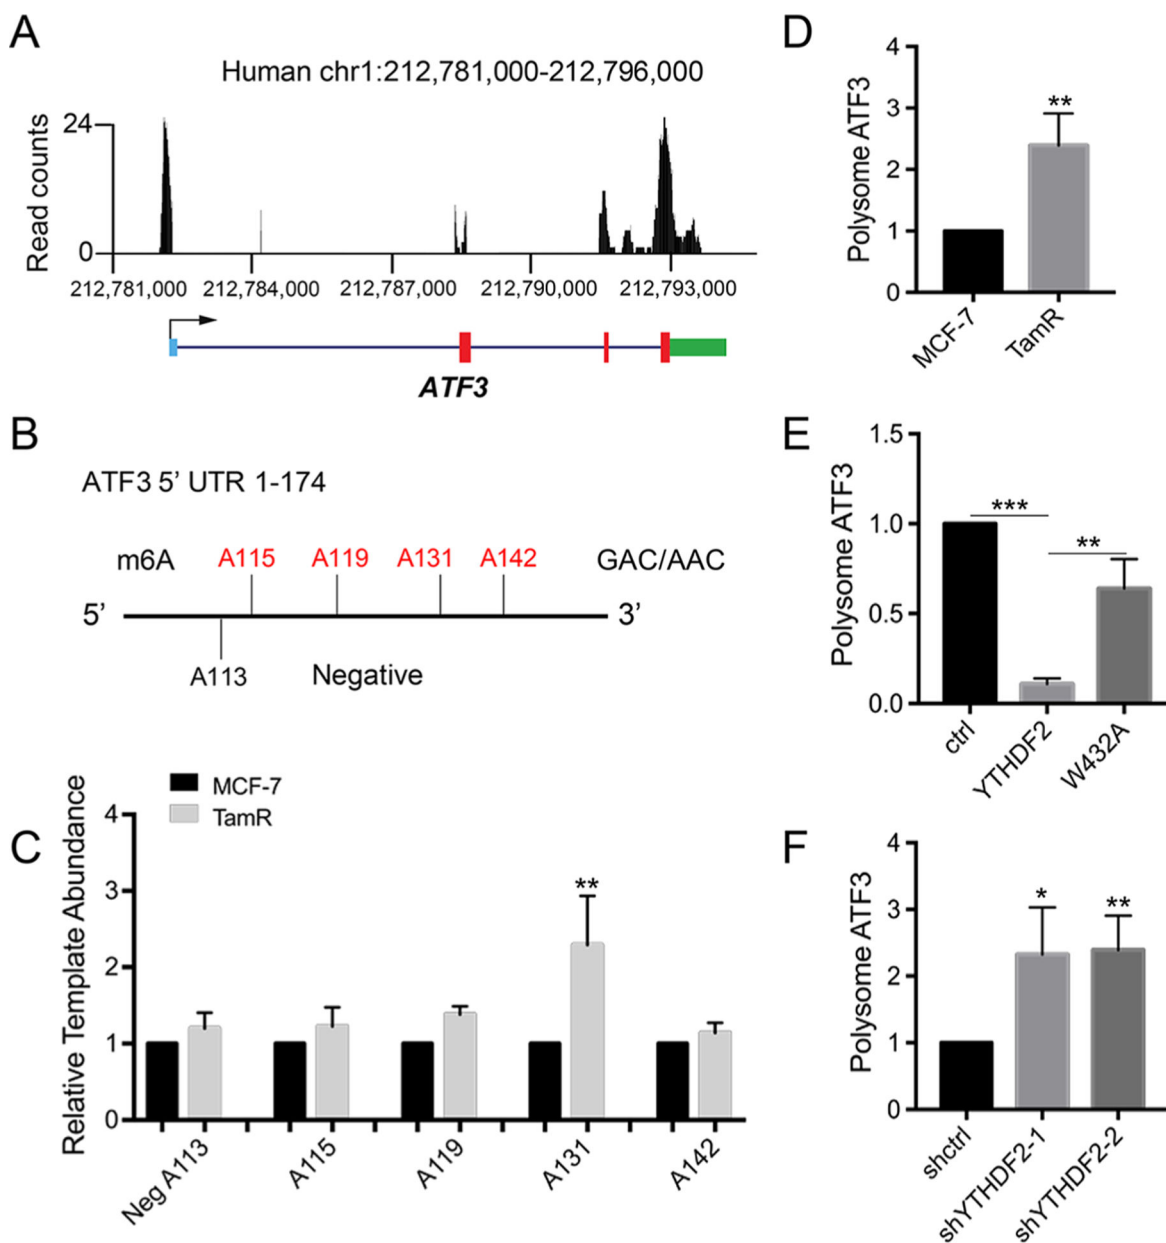 A
Human chr1:212,781,000-212,796,000
Read counts
24
0
212,781,000 212,784,000 212,787,000 212,790,000 212,793,000
ATF3
B
ATF3 5’ UTR 1-174
m6A A115 A119 A131 A142 GAC/AAC
5’ 3’
A113 Negative
C
MCF-7
TamR
Relative Template Abundance
4
3
2
1
0
**
Neg A113 A115 A119 A131 A142
D
Polysome ATF3
4
3
2
1
0
**
MCF-7 TamR
E
Polysome ATF3
1.5
1.0
0.5
0.0
***
**
ctrl YTHDF2 W432A
F
Polysome ATF3
4
3
2
1
0
* **
shctrl shYTHDF2-1 shYTHDF2-2